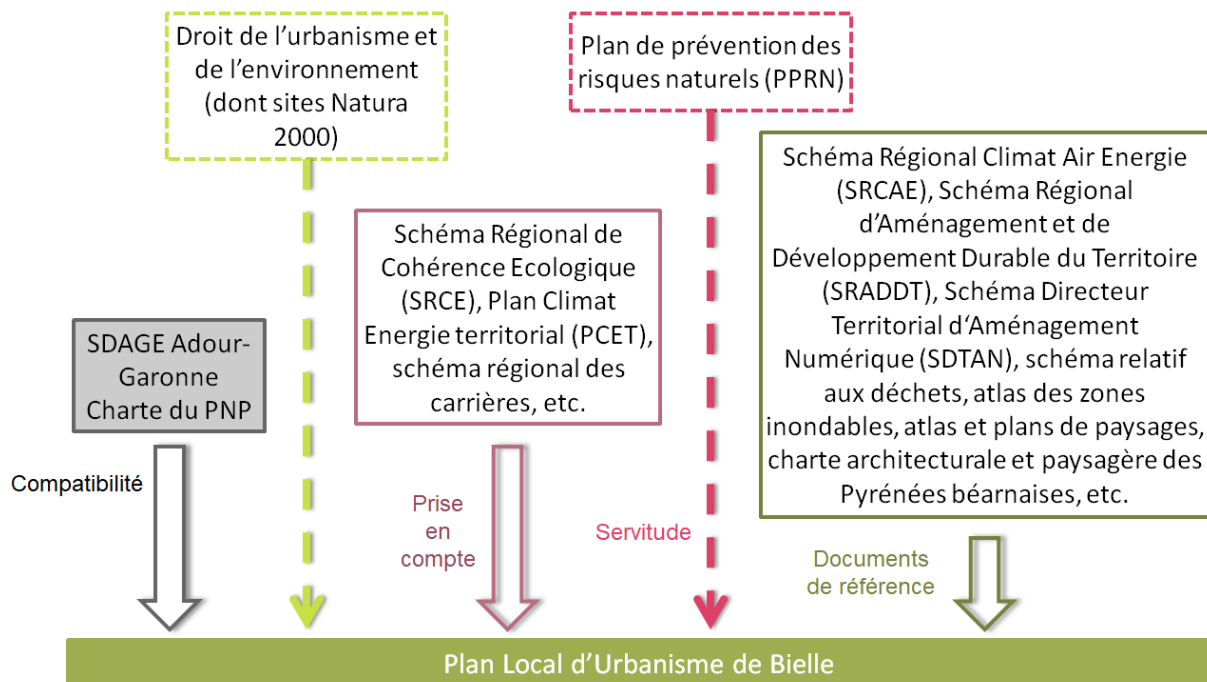 Droit de l'urbanisme et
de l'environnement
(dont sites Natura
2000)
Plan de prévention des
risques naturels (PPRN)
Schéma Régional Climat Air Energie
(SRCAE), Schéma Régional
d'Aménagement et de
Développement Durable du Territoire
(SRADDT), Schéma Directeur
Territorial d'Aménagement
Numérique (SDTAN), schéma relatif
aux déchets, atlas des zones
inondables, atlas et plans de paysages,
charte architecturale et paysagère des
Pyrénées béarnaises, etc.
Schéma Régional de
Cohérence Ecologique
(SRCE), Plan Climat
Energie territorial (PCET),
schéma régional des
carrières, etc.
SDAGE Adour-
Garonne
Charte du PNP
Compatibilité
Prise
en
compte
Servitude
Documents
de référence
Plan Local d'Urbanisme de Bielle